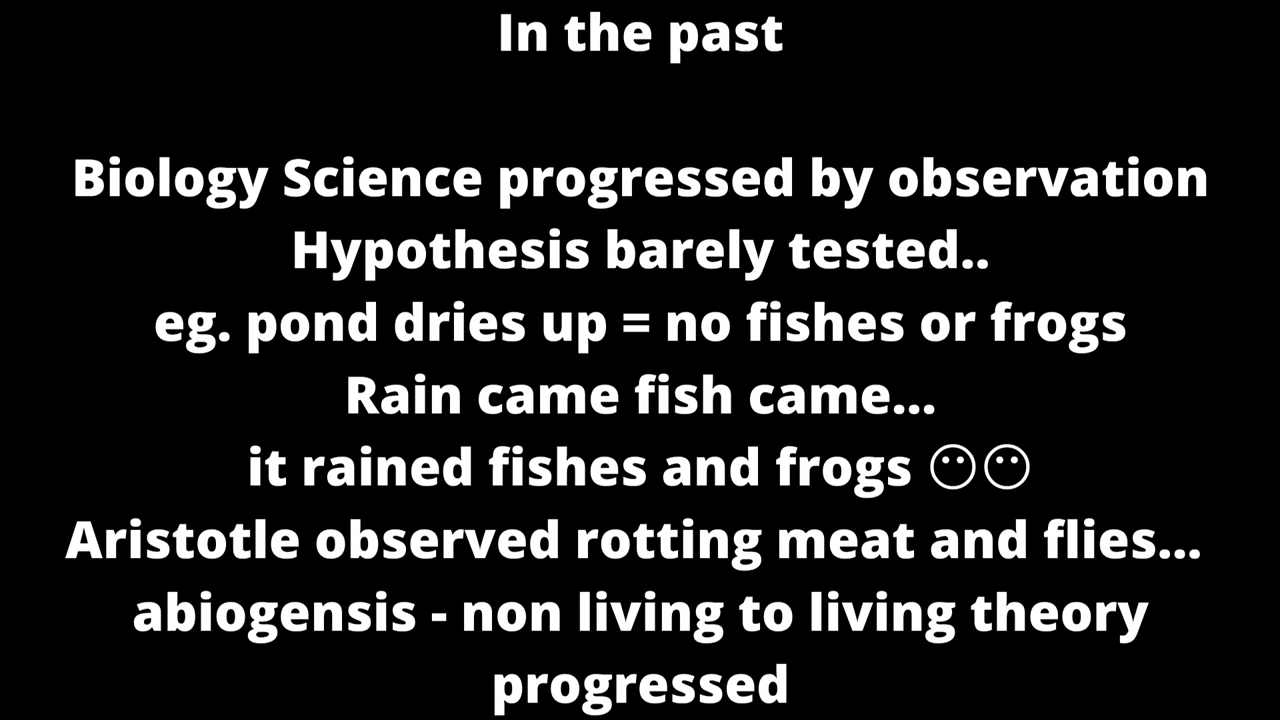 In the past
Biology Science progressed by observation
Hypothesis barely tested..
eg. pond dries up = no fishes or frogs
Rain came fish came...
it rained fishes and frogs 😶😶
Aristotle observed rotting meat and flies...
abiogensis - non living to living theory
progressed